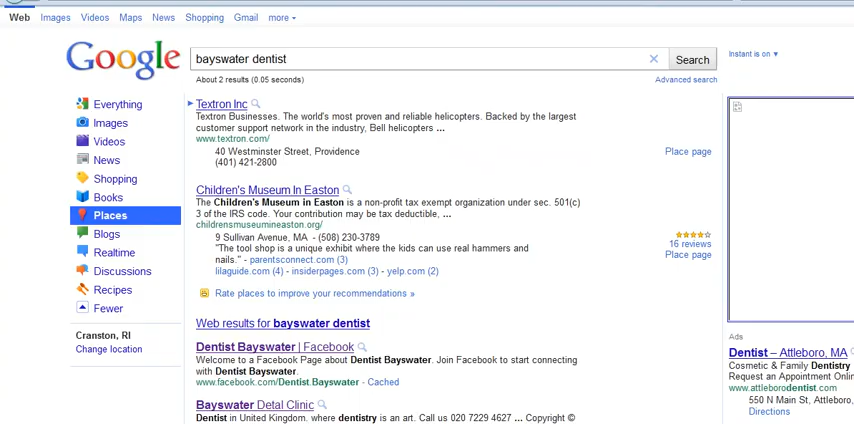 Web Images Videos Maps News Shopping Gmail more
Google
bayswater dentist
Search
Instant is on
About 2 results (0.05 seconds)
Advanced search
Everything
Images
Videos
News
Shopping
Books
Places
Blogs
Realtime
Discussions
Recipes
Fewer
Cranston, RI
Change location
Textron Inc
Textron Businesses. The world's most proven and reliable helicopters. Backed by the largest
customer support network in the industry, Bell helicopters ...
www.textron.com/
40 Westminster Street, Providence
(401) 421-2800
Place page
Children's Museum In Easton
The Children's Museum in Easton is a non-profit tax exempt organization under sec. 501(c)
3 of the IRS code. Your contribution may be tax deductible, ...
childrensmuseumineaston.org/
9 Sullivan Avenue, MA - (508) 230-3789
"The tool shop is a unique exhibit where the kids can use real hammers and
nails." - parentsconnect.com (3)
lilaguide.com (4) - insiderpages.com (3) - yelp.com (2)
16 reviews
Place page
Rate places to improve your recommendations »
Web results for bayswater dentist
Dentist Bayswater | Facebook
Welcome to a Facebook Page about Dentist Bayswater. Join Facebook to start connecting
with Dentist Bayswater.
www.facebook.com/Dentist.Bayswater - Cached
Bayswater Detal Clinic
Dentist in United Kingdom. where dentistry is an art. Call us 020 7229 4627 ... Copyright ©
Ads
Dentist – Attleboro, MA
Cosmetic & Family Dentistry
Request an Appointment Onlin
www.attleborodentist.com
550 N Main St, Attleboro,
Directions